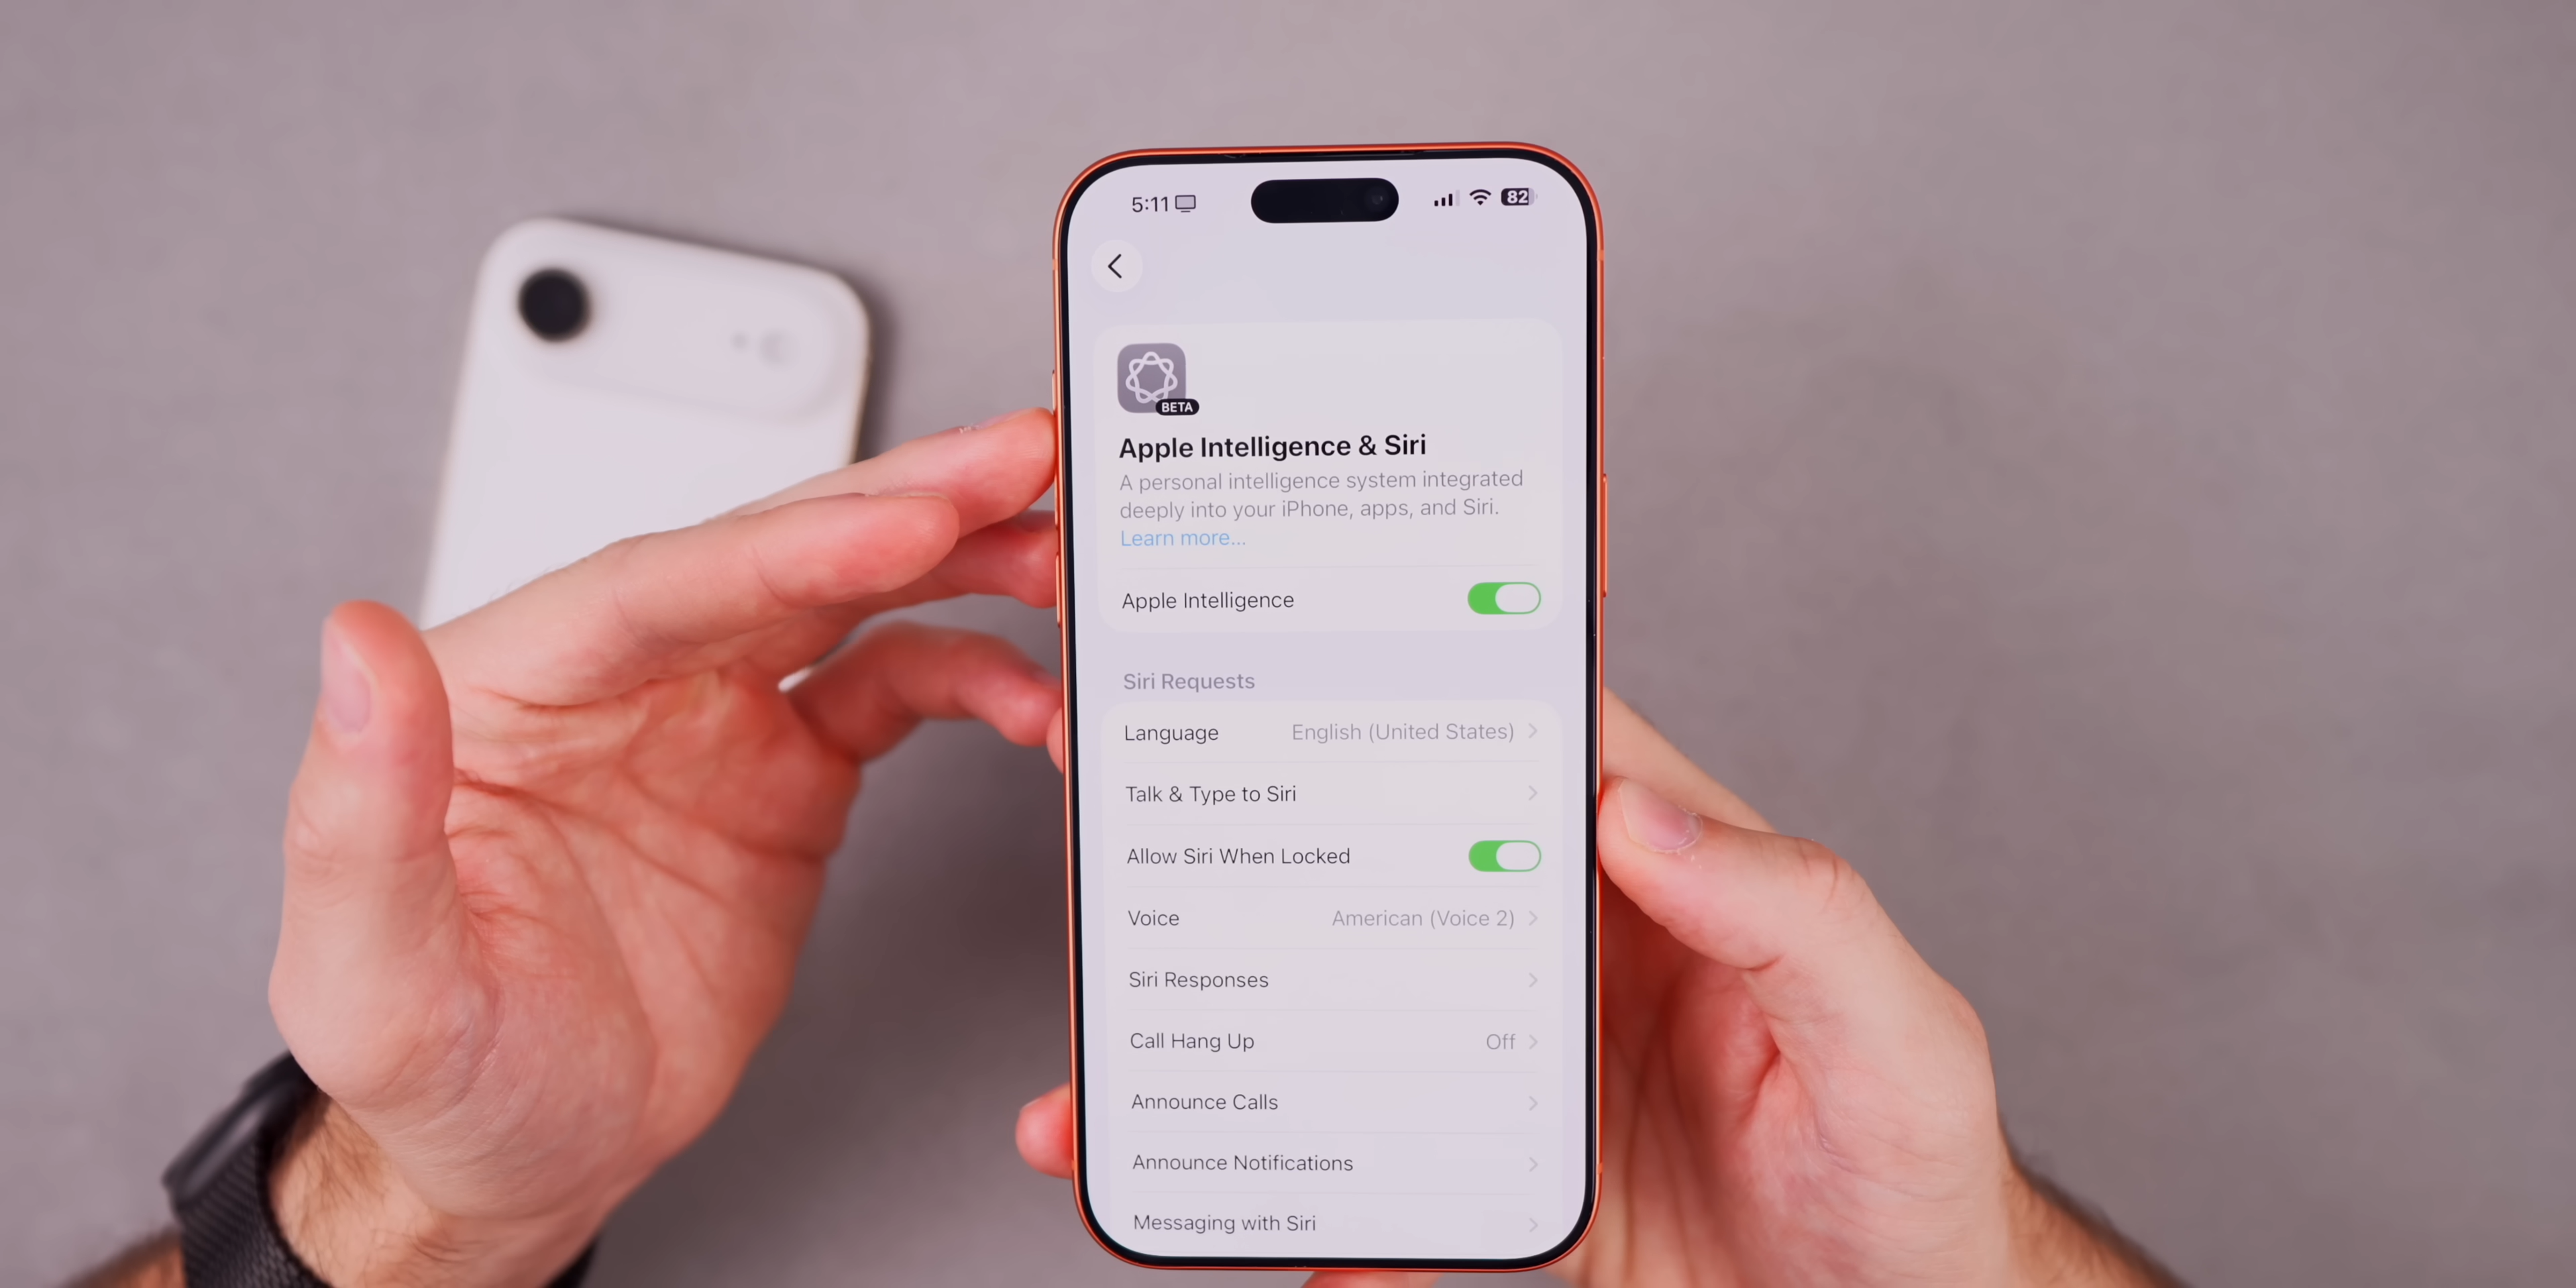 5:11
82
BETA
Apple Intelligence & Siri
A personal intelligence system integrated
deeply into your iPhone, apps, and Siri.
Learn more...
Apple Intelligence
Siri Requests
Language English (United States)
Talk & Type to Siri
Allow Siri When Locked
Voice American (Voice 2)
Siri Responses
Call Hang Up Off
Announce Calls
Announce Notifications
Messaging with Siri